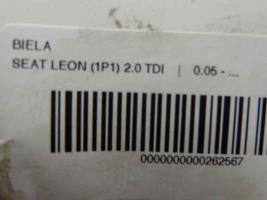 BIELA
SEAT LEON (1P1) 2.0 TDI | 0.05 - ...
0000000000262567